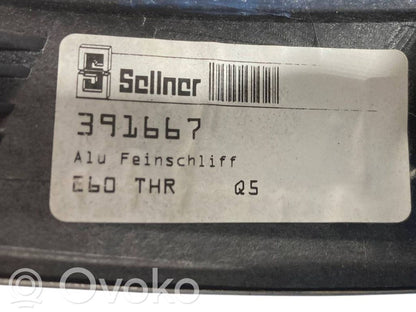 Sellner
391667
Alu Feinschliff
E60 THR Q5
© ovoko